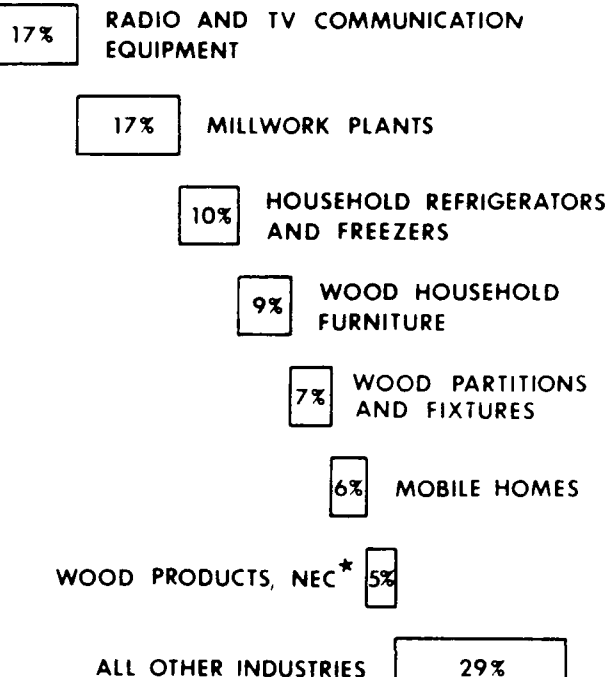 17% RADIO AND TV COMMUNICATION
EQUIPMENT
17% MILLWORK PLANTS
10% HOUSEHOLD REFRIGERATORS
AND FREEZERS
9% WOOD HOUSEHOLD
FURNITURE
7% WOOD PARTITIONS
AND FIXTURES
6% MOBILE HOMES
WOOD PRODUCTS, NEC* 5%
ALL OTHER INDUSTRIES 29%